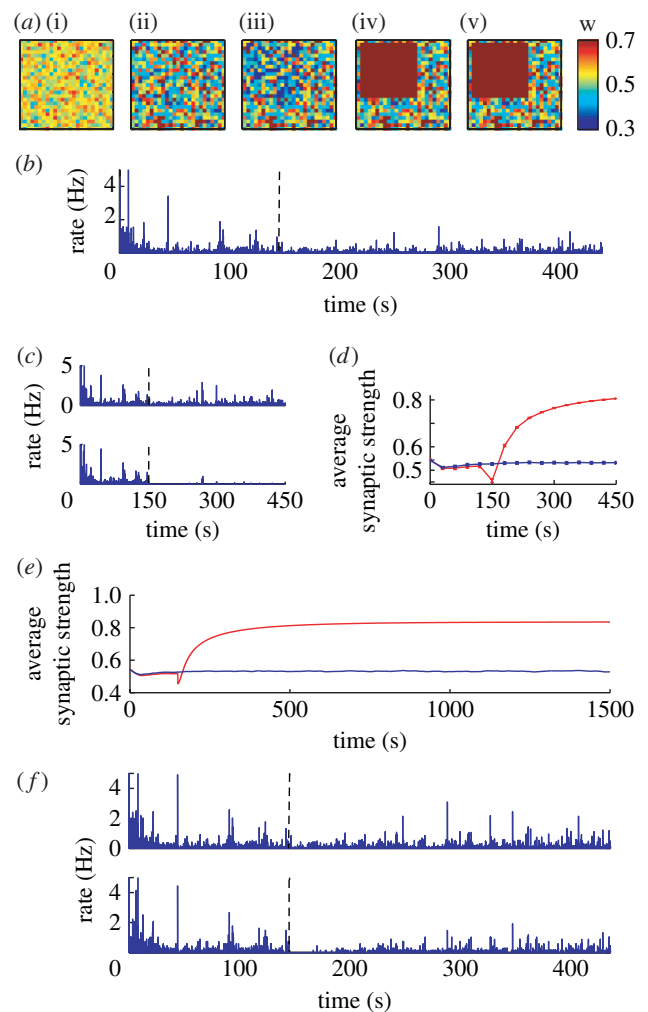 (a) (i) (ii) (iii) (iv) (v) w
0.7
0.5
0.3
(b)
rate (Hz)
4
2
0 100 200 300 400
time (s)
(c)
rate (Hz)
5
0
5
0 150 300 450
time (s)
(d)
average
synaptic strength
0.8
0.6
0.5
0 150 300 450
time (s)
(e)
average
synaptic strength
1.0
0.8
0.6
0.4
0 500 1000 1500
time (s)
(f)
rate (Hz)
4
2
0
4
2
0 100 200 300 400
time (s)